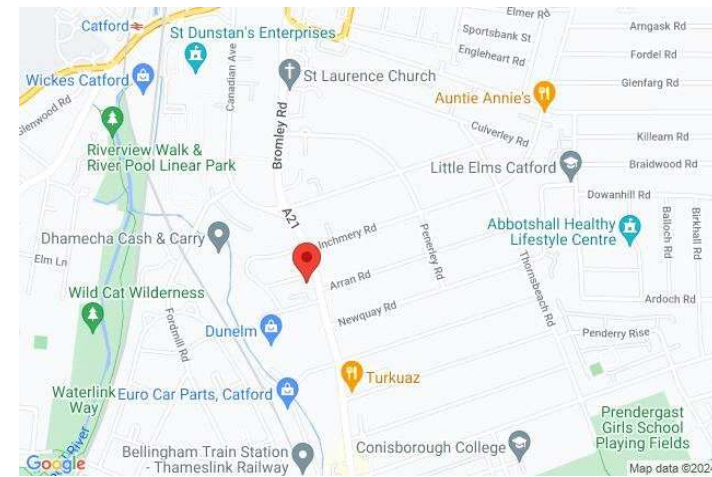 Elmer Rd
Catford
Sportsbank St
Arngask Rd
St Dunstan's Enterprises
Engleheart Rd
Fordel Rd
Canadian Ave
St Laurence Church
Wickes Catford
Glenfarg Rd
Auntie Annie's
Glenwood Rd
Culverley Rd
Killearn Rd
Riverview Walk &
River Pool Linear Park
Bromley Rd
Little Elms Catford
Braidwood Rd
Dowanhill Rd
A21
Inchmery Rd
Penerley Rd
Abbotshall Healthy
Lifestyle Centre
Balloch Rd
Birkhall Rd
Dhamecha Cash & Carry
Elm Ln
Thornsbeach Rd
Arran Rd
Wild Cat Wilderness
Ardoch Rd
Newquay Rd
Fordmill Rd
Dunelm
Penderry Rise
Turkuaz
Waterlink
Way
Euro Car Parts, Catford
Prendergast
Girls School
Playing Fields
River
Bellingham Train Station
- Thameslink Railway
Conisborough College
Google
Map data ©2024